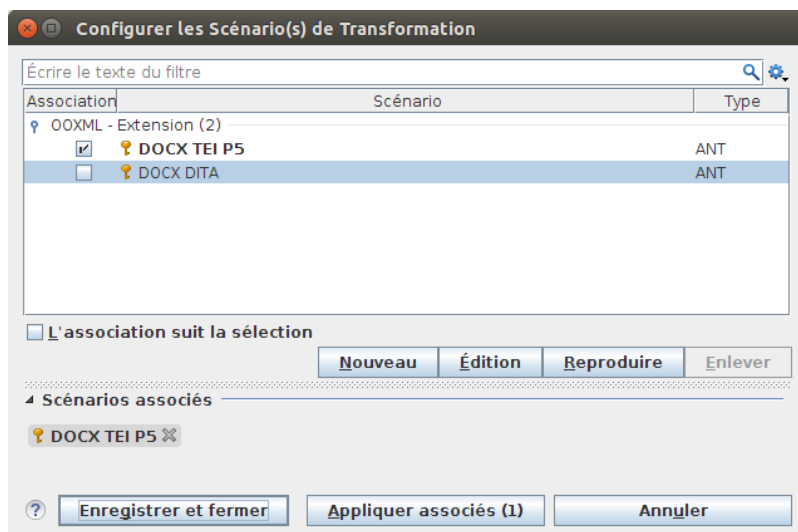 Configurer les Scénario(s) de Transformation
Écrire le texte du filtre
Association Scénario Type
OOXML - Extension (2)
DOCX TEI P5 ANT
DOCX DITA ANT
L'association suit la sélection
Nouveau Édition Reproduire Enlever
Scénarios associés
DOCX TEI P5
? Enregistrer et fermer Appliquer associés (1) Annuler